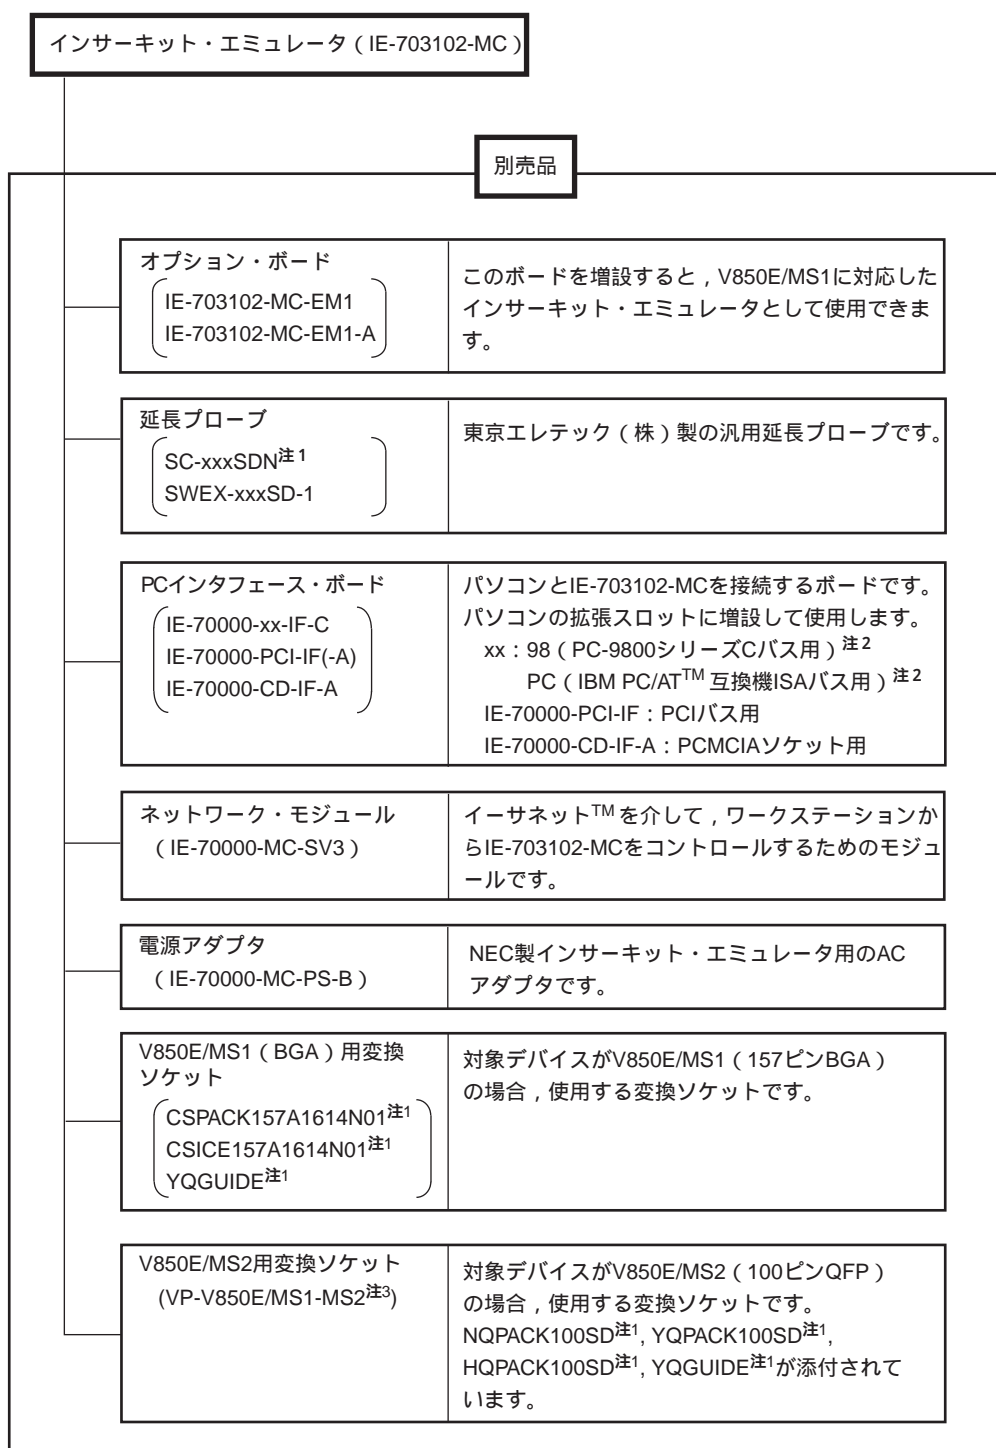 インサーキット・エミュレータ（IE-703102-MC）
別売品
オプション・ボード
IE-703102-MC-EM1
IE-703102-MC-EM1-A
このボードを増設すると，V850E/MS1に対応した
インサーキット・エミュレータとして使用できま
す。
延長プローブ
SC-xxxSDN注1
SWEX-xxxSD-1
東京エレテック（株）製の汎用延長プローブです。
PCインタフェース・ボード
IE-70000-xx-IF-C
IE-70000-PCI-IF(-A)
IE-70000-CD-IF-A
パソコンとIE-703102-MCを接続するボードです。
パソコンの拡張スロットに増設して使用します。
xx：98（PC-9800シリーズCバス用）注2
PC（IBM PC/ATTM互換機ISAバス用）注2
IE-70000-PCI-IF：PCIバス用
IE-70000-CD-IF-A：PCMCIAソケット用
ネットワーク・モジュール
（IE-70000-MC-SV3）
イーサネットTMを介して，ワークステーションか
らIE-703102-MCをコントロールするためのモジュ
ールです。
電源アダプタ
（IE-70000-MC-PS-B）
NEC製インサーキット・エミュレータ用のAC
アダプタです。
V850E/MS1（BGA）用変換
ソケット
CSPACK157A1614N01注1
CSICE157A1614N01注1
YQGUIDE注1
対象デバイスがV850E/MS1（157ピンBGA）
の場合，使用する変換ソケットです。
V850E/MS2用変換ソケット
(VP-V850E/MS1-MS2注3)
対象デバイスがV850E/MS2（100ピンQFP）
の場合，使用する変換ソケットです。
NQPACK100SD注1, YQPACK100SD注1,
HQPACK100SD注1, YQGUIDE注1が添付されて
います。